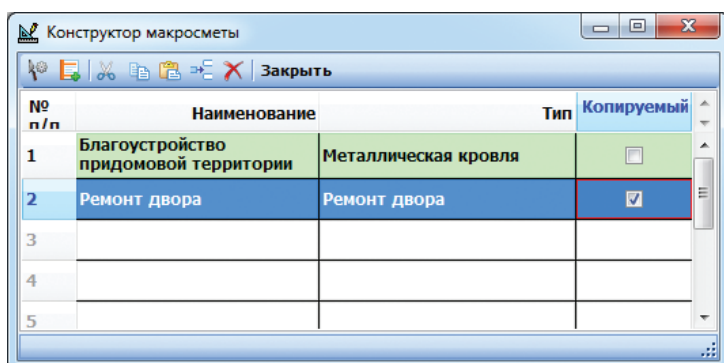 Конструктор макросметы
Закрыть
№ п/п Наименование Тип Копируемый
1 Благоустройство придомовой территории Металлическая кровля
2 Ремонт двора Ремонт двора
3
4
5